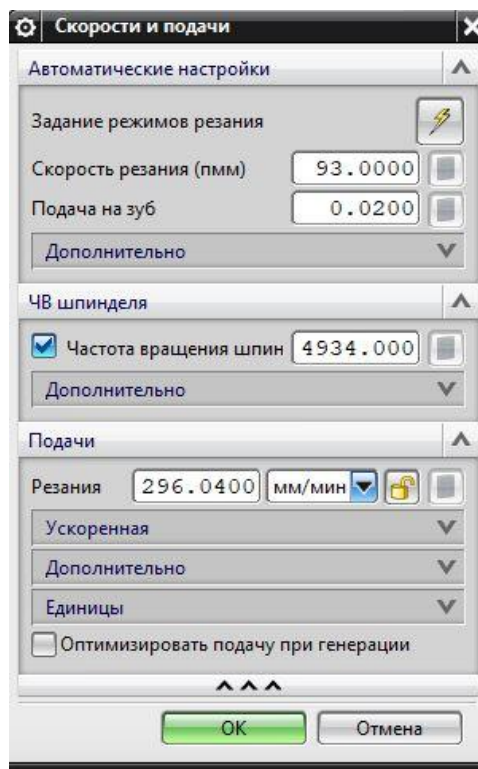 Скорости и подачи
Автоматические настройки
Задание режимов резания
Скорость резания (пмм) 93.0000
Подача на зуб 0.0200
Дополнительно
ЧВ шпинделя
Частота вращения шпин 4934.000
Дополнительно
Подачи
Резания 296.0400 мм/мин
Ускоренная
Дополнительно
Единицы
Оптимизировать подачу при генерации
ОК Отмена